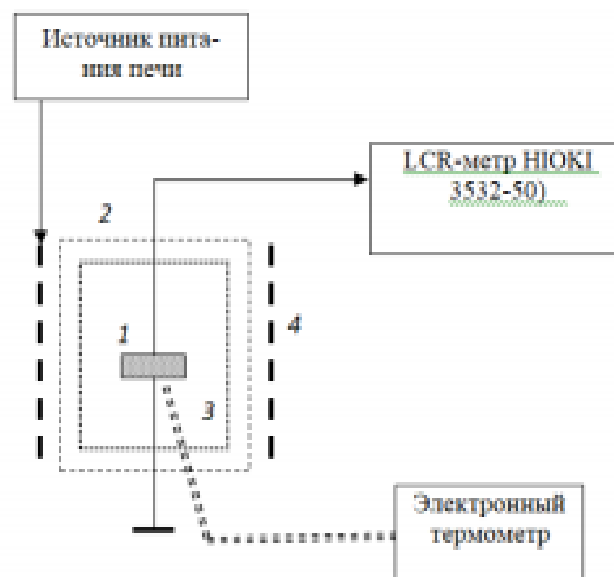 Источник пита-
ния печи
LCR-метр HIOKI
3532-50)
2
1
4
3
Электронный
термометр